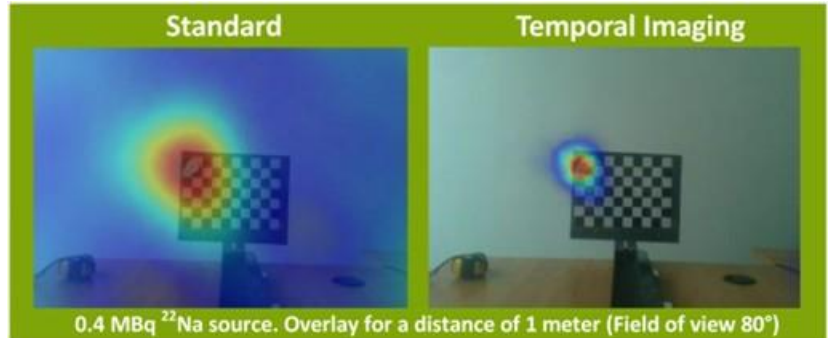 Standard
Temporal Imaging
0.4 MBq ²²Na source. Overlay for a distance of 1 meter (Field of view 80°)